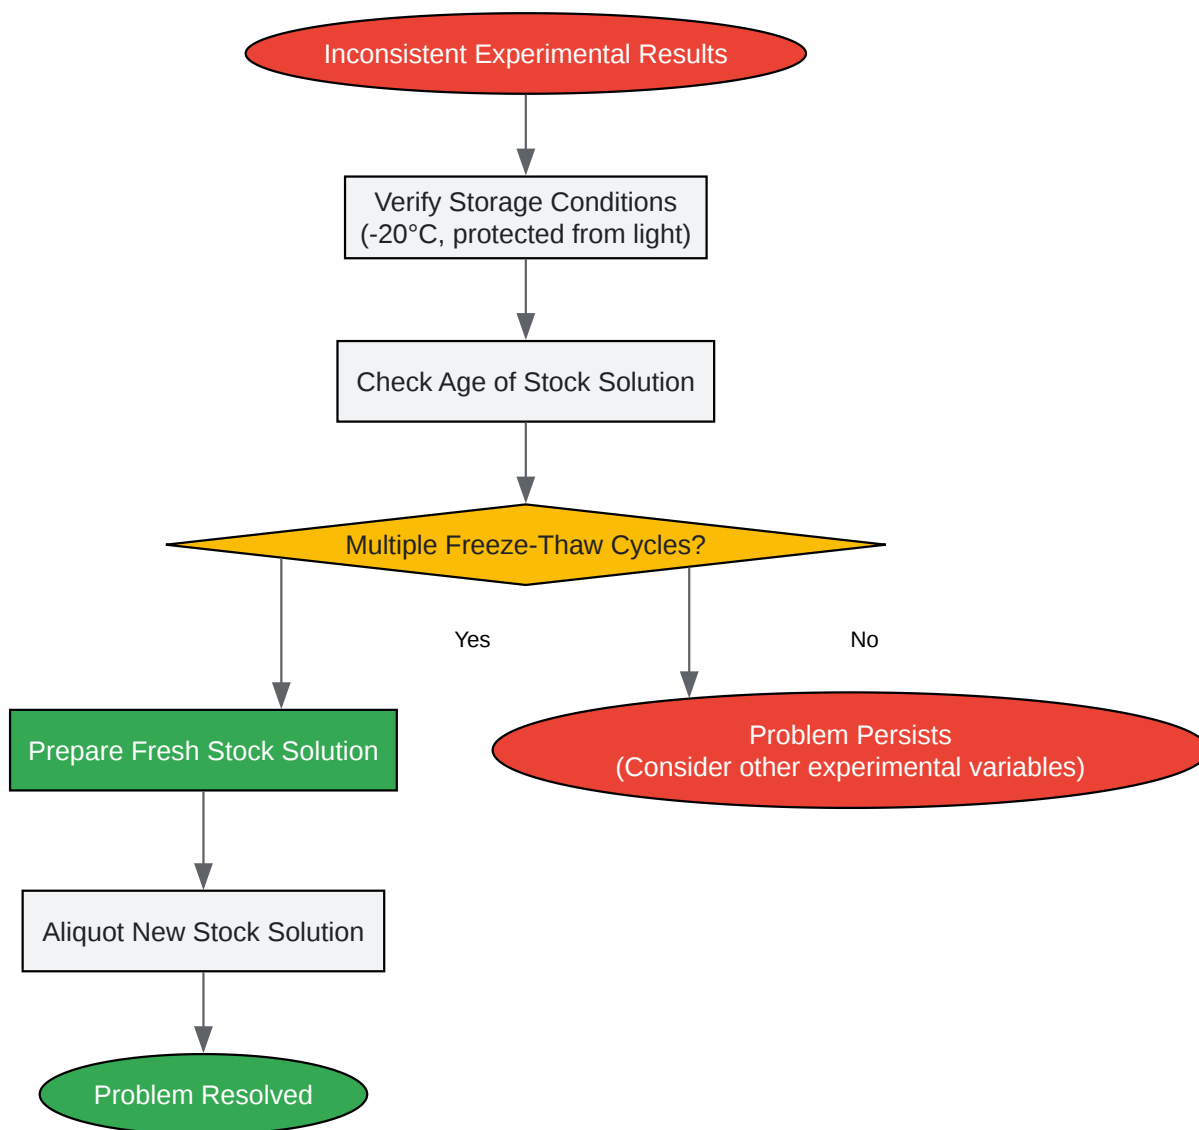 Inconsistent Experimental Results
Verify Storage Conditions
(-20°C, protected from light)
Check Age of Stock Solution
Multiple Freeze-Thaw Cycles?
Yes
No
Prepare Fresh Stock Solution
Problem Persists
(Consider other experimental variables)
Aliquot New Stock Solution
Problem Resolved